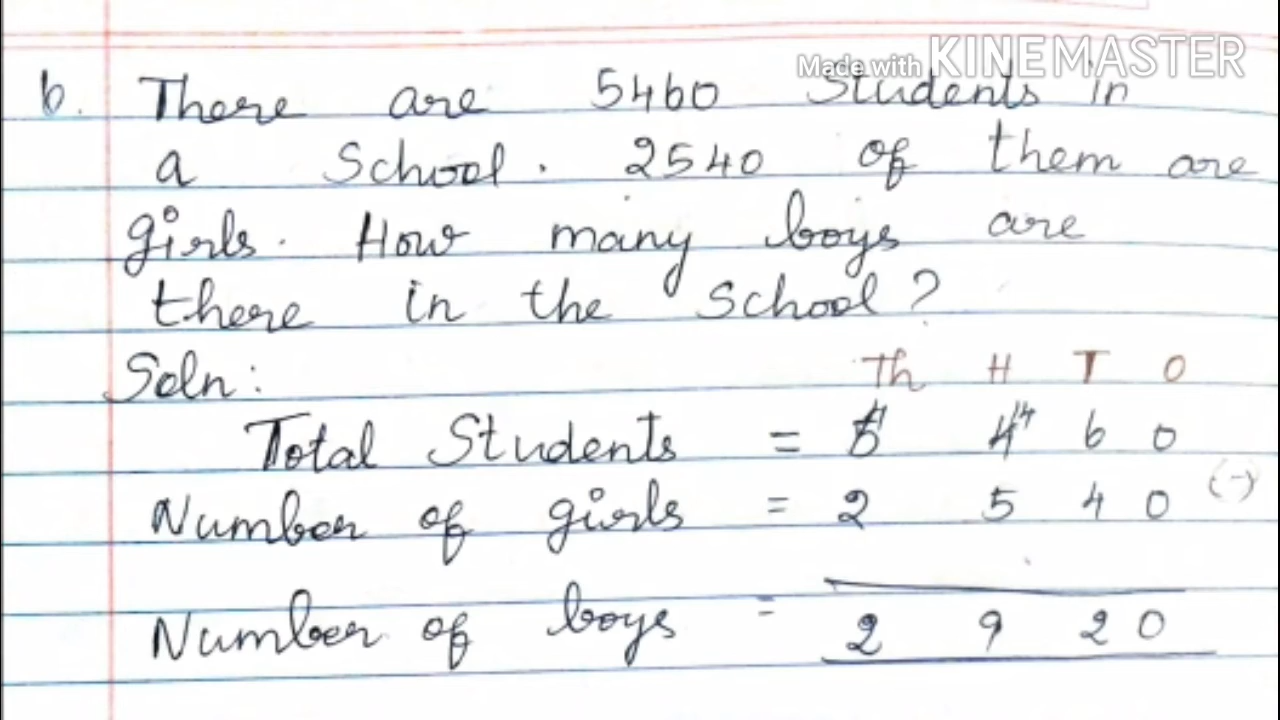 Made with KINEMASTER
b. There are 5460 Students in
a School. 2540 of them are
girls. How many boys are
there in the School?
Soln:
Th H T O
Total Students = 5 4 6 0
Number of girls = 2 5 4 0 (-)
Number of boys = 2 9 2 0